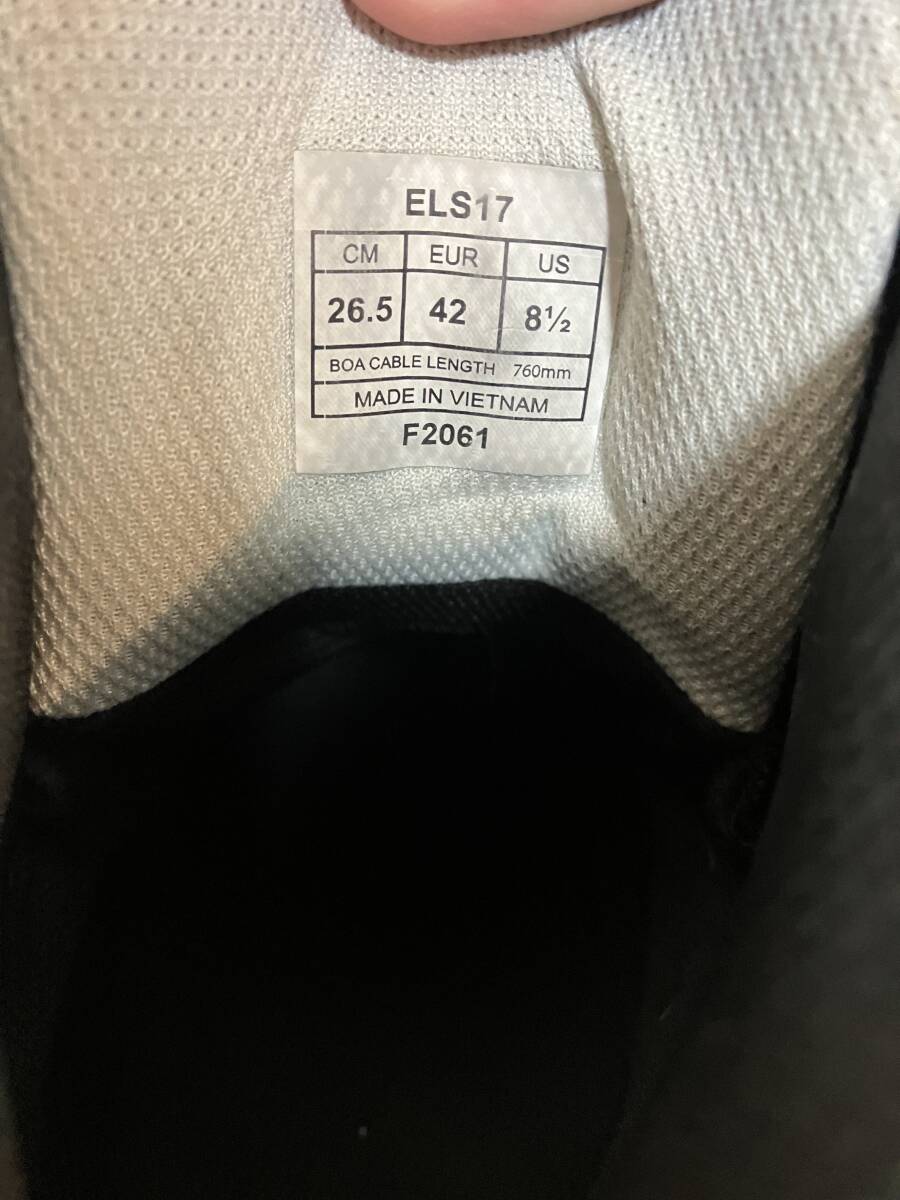 ELS17
CM EUR US
26.5 42 8½
BOA CABLE LENGTH 760mm
MADE IN VIETNAM
F2061